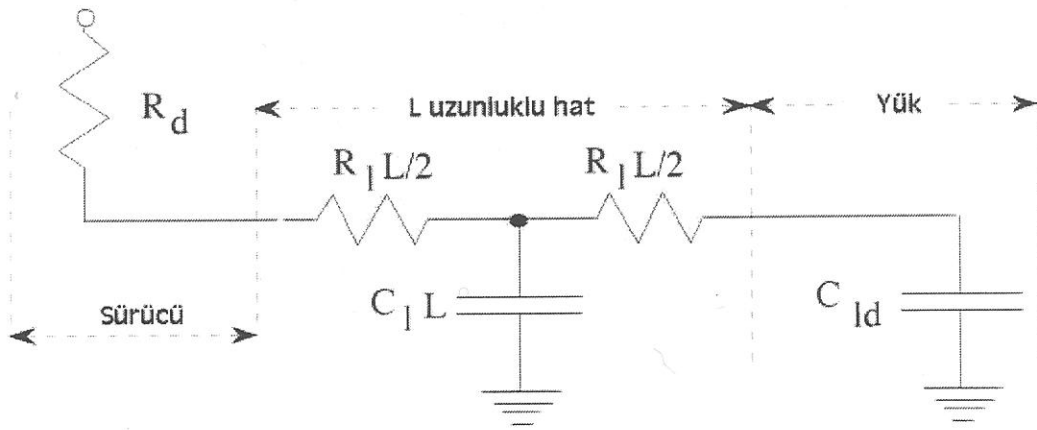 R_d
L uzunluklu hat
Yük
R_l L/2
R_l L/2
Sürücü
C_l L
C_ld